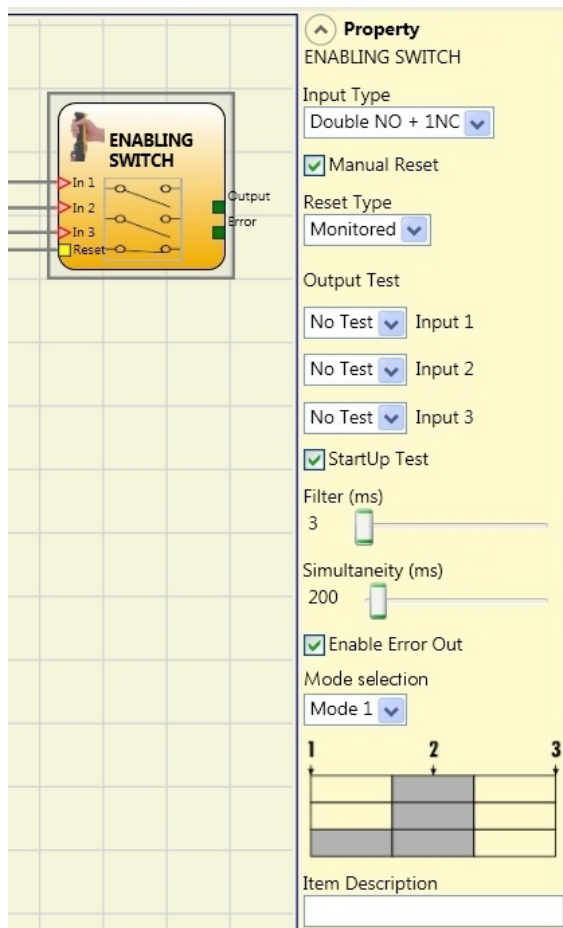 Property
ENABLING SWITCH
Input Type
Double NO + 1NC
Manual Reset
Reset Type
Monitored
Output Test
No Test Input 1
No Test Input 2
No Test Input 3
StartUp Test
Filter (ms)
3
Simultaneity (ms)
200
Enable Error Out
Mode selection
Mode 1
1 2 3
Item Description
ENABLING
SWITCH
In 1
In 2
In 3
Reset
Output
Error